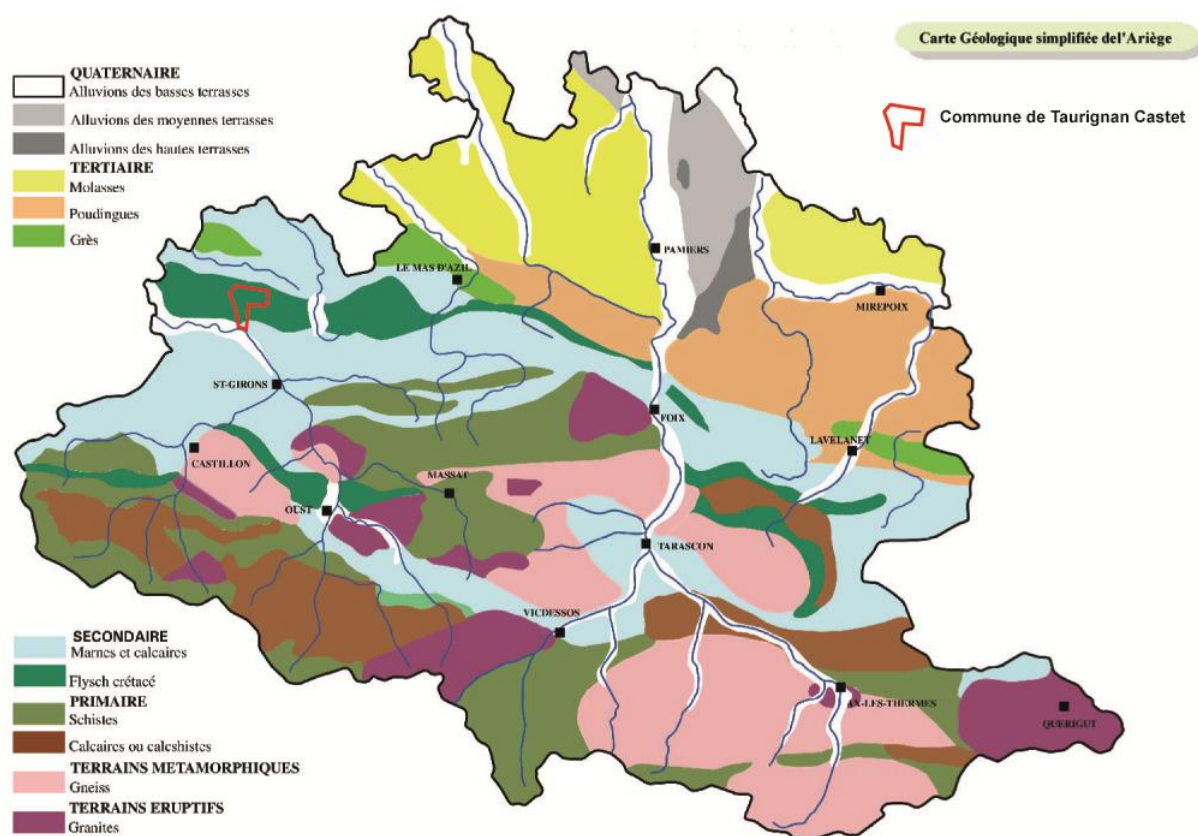 Carte Géologique simplifiée del'Ariège
Commune de Taurignan Castet
QUATERNAIRE
Alluvions des basses terrasses
Alluvions des moyennes terrasses
Alluvions des hautes terrasses
TERTIAIRE
Molasses
Poudingues
Grès
PAMIERS
LE MAS D'AZIL
MIREPOIX
ST-GIRONS
FOIX
LAVELANET
CASTILLON
MASSAT
OUST
TARASCON
VICDESSOS
AX-LES-THERMES
QUERIGUT
SECONDAIRE
Marnes et calcaires
Flysch crétacé
PRIMAIRE
Schistes
Calcaires ou calcshistes
TERRAINS METAMORPHIQUES
Gneiss
TERRAINS ERUPTIFS
Granites